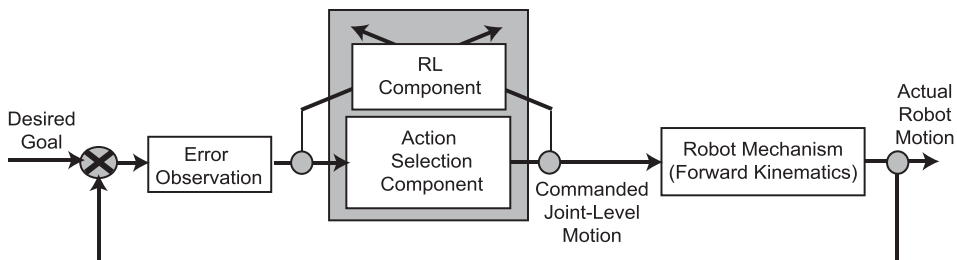 Desired
Goal
Error
Observation
RL
Component
Action
Selection
Component
Commanded
Joint-Level
Motion
Robot Mechanism
(Forward Kinematics)
Actual
Robot
Motion